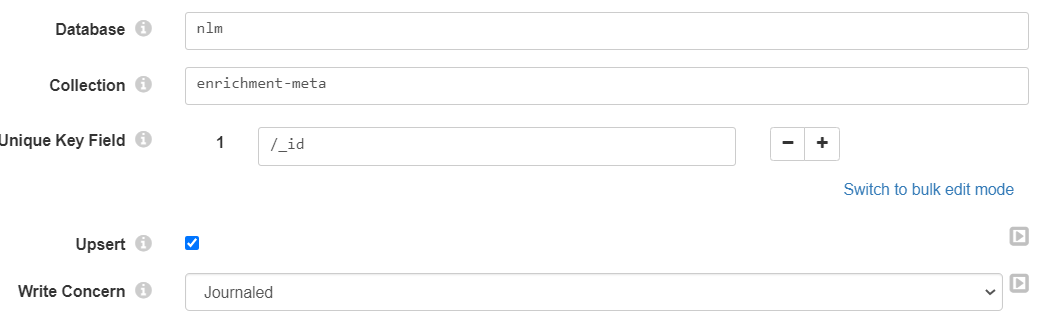 Database nlm
Collection enrichment-meta
Unique Key Field 1 /_id
Switch to bulk edit mode
Upsert
Write Concern Journaled